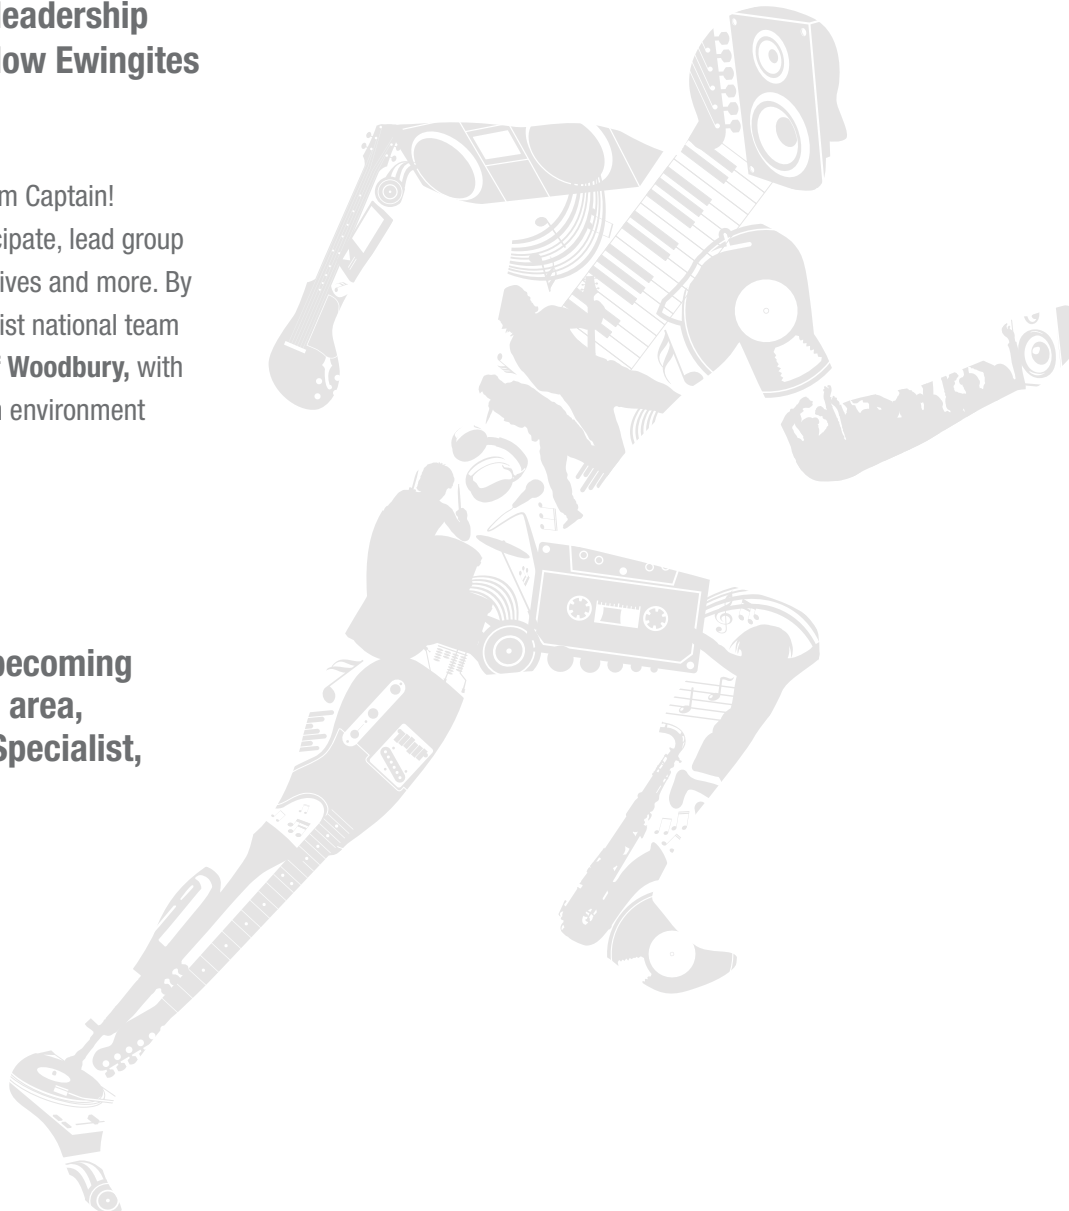 leadership
low Ewingites
m Captain!
cipate, lead group
ives and more. By
ist national team
f Woodbury, with
n environment
becoming
area,
Specialist,